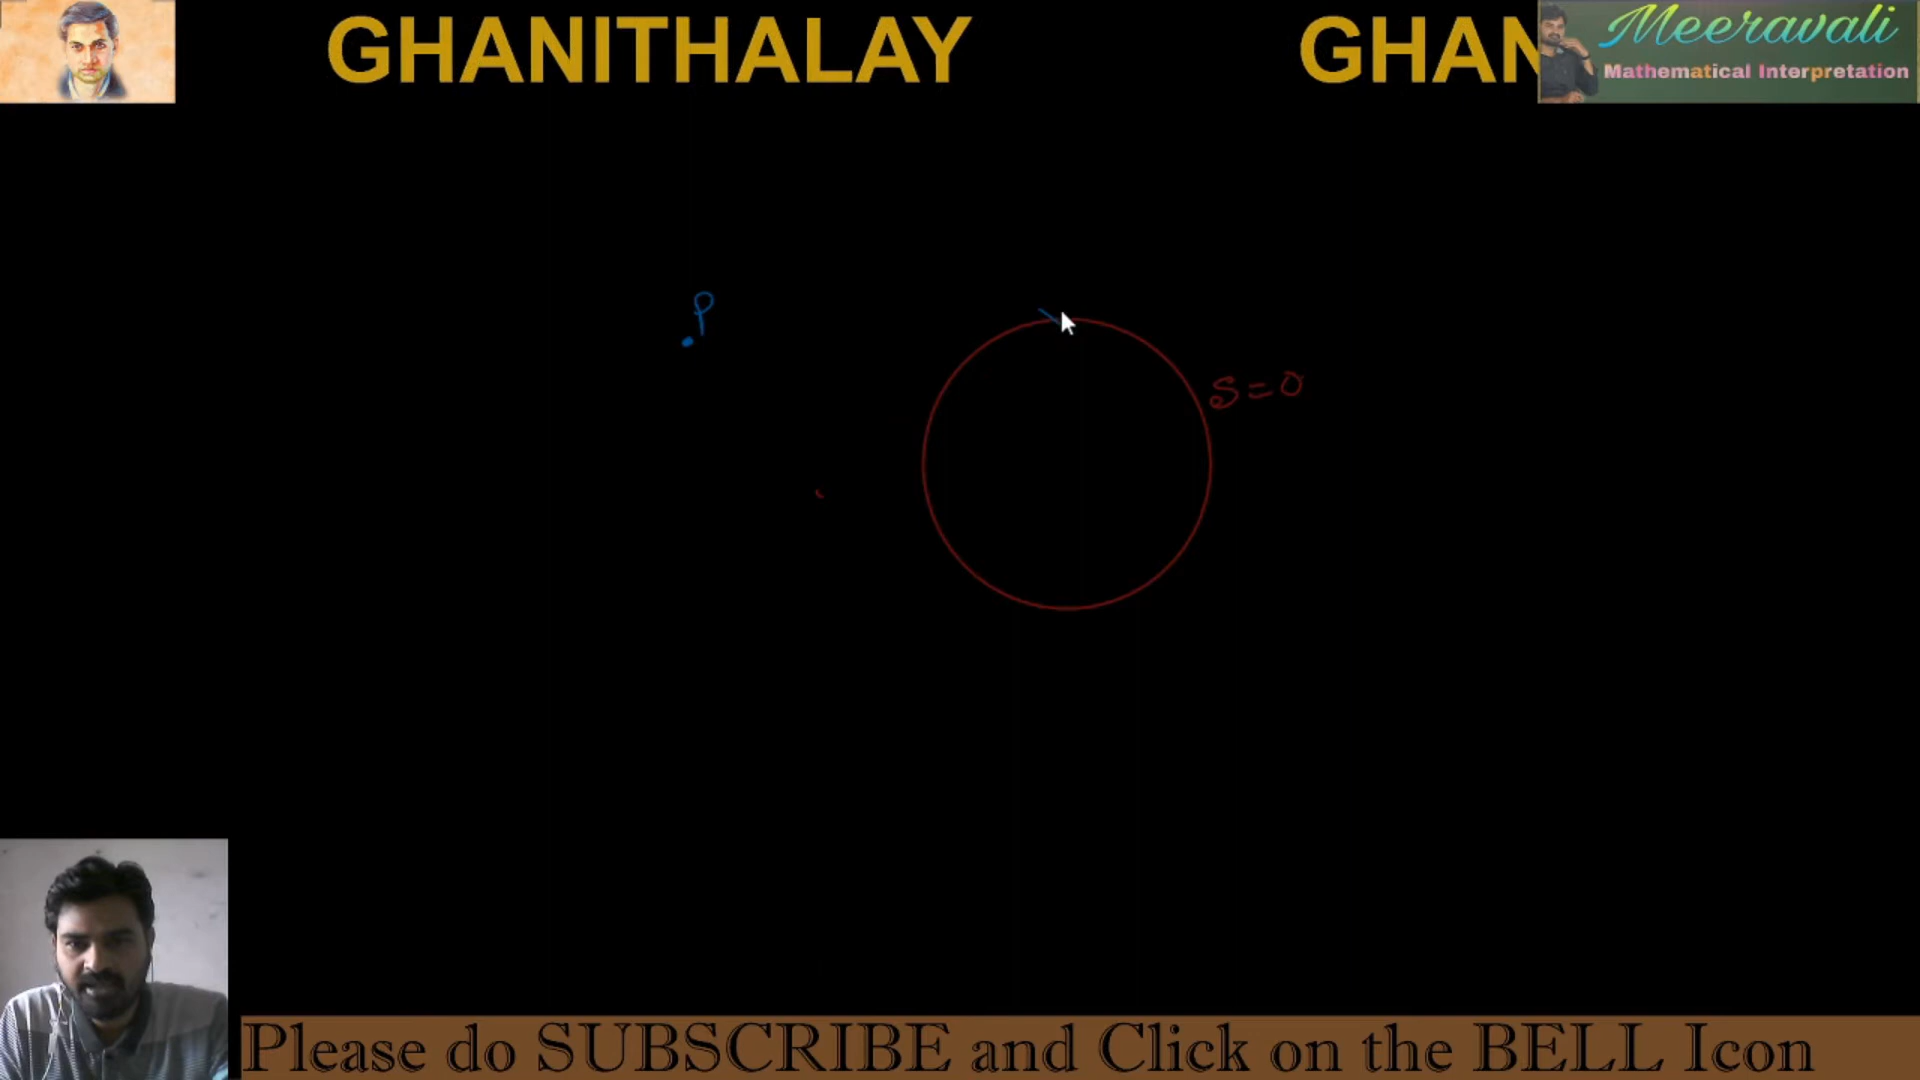 GHANITHALAY GHAN
Meeravali
Mathematical Interpretation
P
S=0
Please do SUBSCRIBE and Click on the BELL Icon